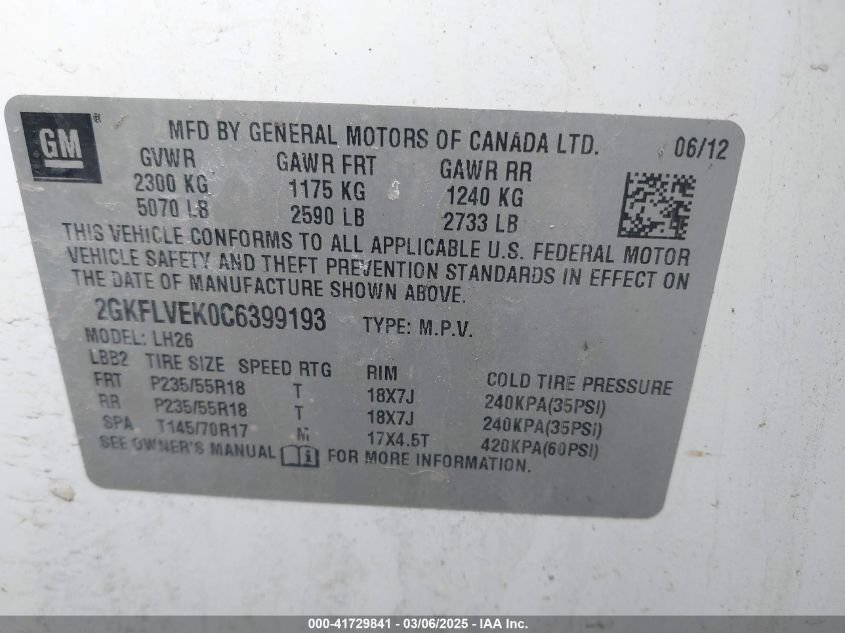 GM ®
MFD BY GENERAL MOTORS OF CANADA LTD. 06/12
GVWR GAWR FRT GAWR RR
2300 KG 1175 KG 1240 KG
5070 LB 2590 LB 2733 LB
THIS VEHICLE CONFORMS TO ALL APPLICABLE U.S. FEDERAL MOTOR
VEHICLE SAFETY AND THEFT PREVENTION STANDARDS IN EFFECT ON
THE DATE OF MANUFACTURE SHOWN ABOVE.
2GKFLVEK0C6399193 TYPE: M.P.V.
MODEL: LH26
LBB2 TIRE SIZE SPEED RTG RIM COLD TIRE PRESSURE
FRT P235/55R18 T 18X7J 240KPA(35PSI)
RR P235/55R18 T 18X7J 240KPA(35PSI)
SPA T145/70R17 M 17X4.5T 420KPA(60PSI)
SEE OWNER'S MANUAL FOR MORE INFORMATION.
000-41729841 - 03/06/2025 - IAAI.COM